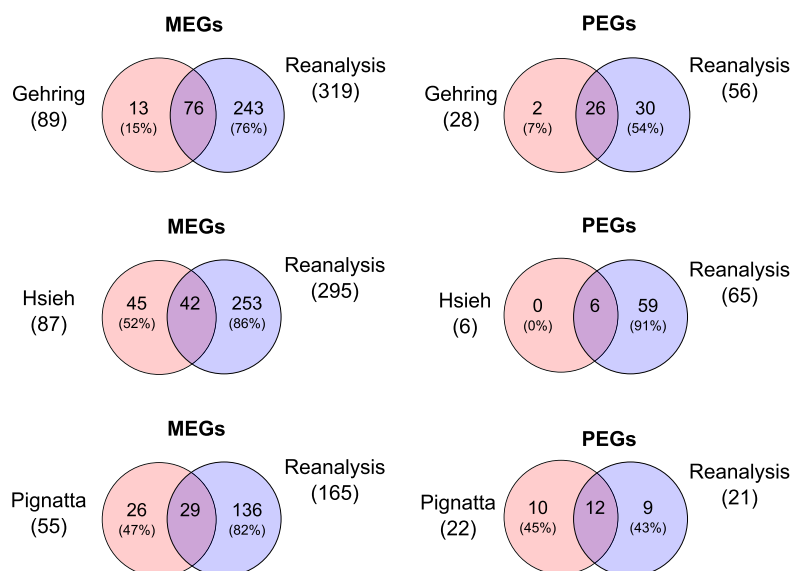 MEGs
Gehring
(89)
13
(15%)
76
243
(76%)
Reanalysis
(319)
PEGs
Gehring
(28)
2
(7%)
26
30
(54%)
Reanalysis
(56)
MEGs
Hsieh
(87)
45
(52%)
42
253
(86%)
Reanalysis
(295)
PEGs
Hsieh
(6)
0
(0%)
6
59
(91%)
Reanalysis
(65)
MEGs
Pignatta
(55)
26
(47%)
29
136
(82%)
Reanalysis
(165)
PEGs
Pignatta
(22)
10
(45%)
12
9
(43%)
Reanalysis
(21)